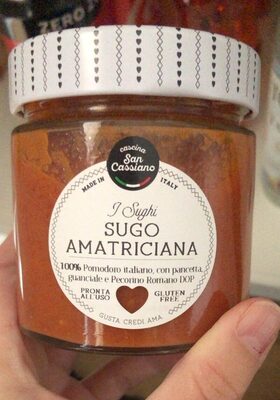 ZERO
cascina
San
Cassiano
MADE IN ITALY
I Sughi
SUGO
AMATRICIANA
100% Pomodoro italiano, con pancetta,
guanciale e Pecorino Romano DOP
PRONTA GLUTEN
ALL'USO FREE
GUSTA CREDI AMA